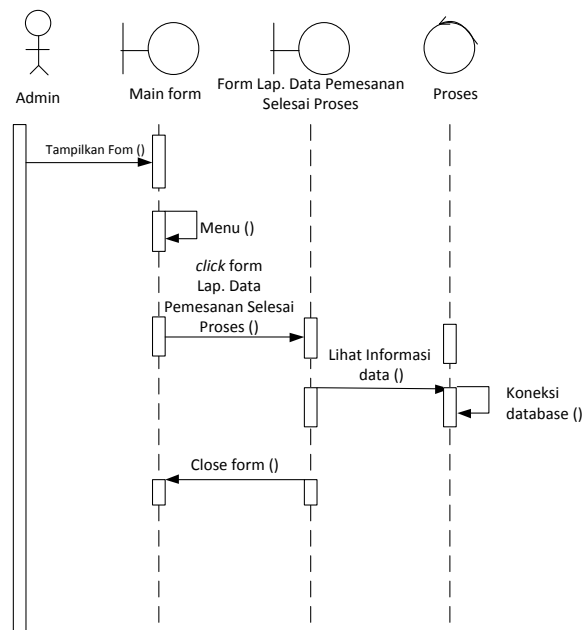 Admin
Main form
Form Lap. Data Pemesanan
Selesai Proses
Proses
Tampilkan Fom ()
Menu ()
click form
Lap. Data
Pemesanan Selesai
Proses ()
Lihat Informasi
data ()
Koneksi
database ()
Close form ()